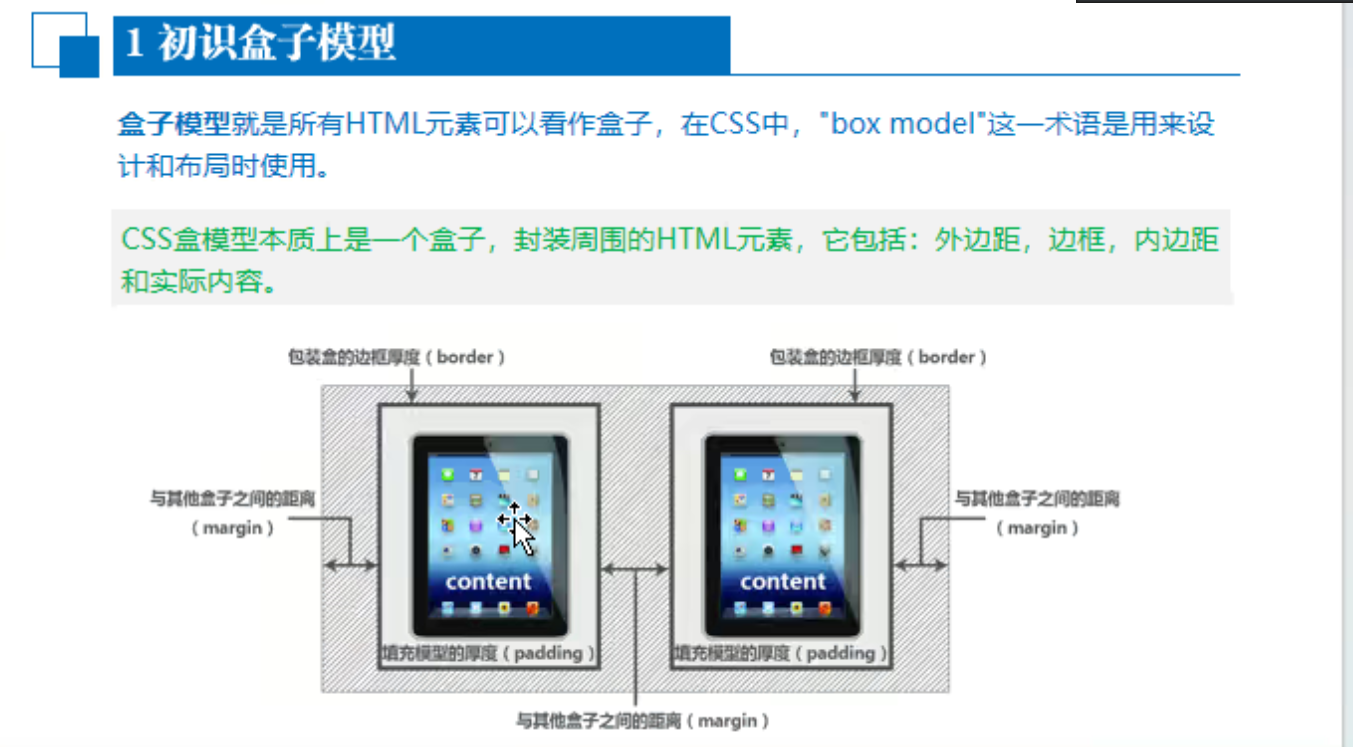 1 初识盒子模型
盒子模型就是所有HTML元素可以看作盒子，在CSS中，"box model"这一术语是用来设
计和布局时使用。
CSS盒模型本质上是一个盒子，封装周围的HTML元素，它包括：外边距，边框，内边距
和实际内容。
包装盒的边框厚度（border）
包装盒的边框厚度（border）
与其他盒子之间的距离
（margin）
与其他盒子之间的距离
（margin）
content
content
填充模型的厚度（padding）
填充模型的厚度（padding）
与其他盒子之间的距离（margin）